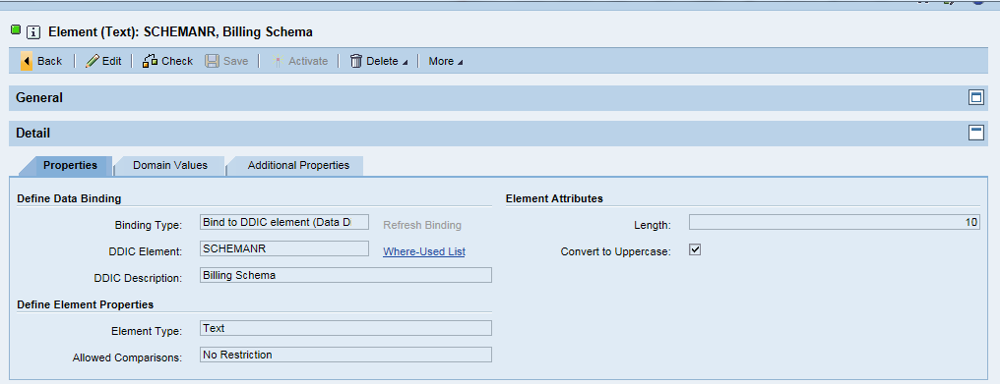 Element (Text): SCHEMANR, Billing Schema
Back Edit Check Save Activate Delete More
General
Detail
Properties Domain Values Additional Properties
Define Data Binding Element Attributes
Binding Type: Bind to DDIC element (Data D Refresh Binding Length: 10
DDIC Element: SCHEMANR Where-Used List Convert to Uppercase:
DDIC Description: Billing Schema
Define Element Properties
Element Type: Text
Allowed Comparisons: No Restriction